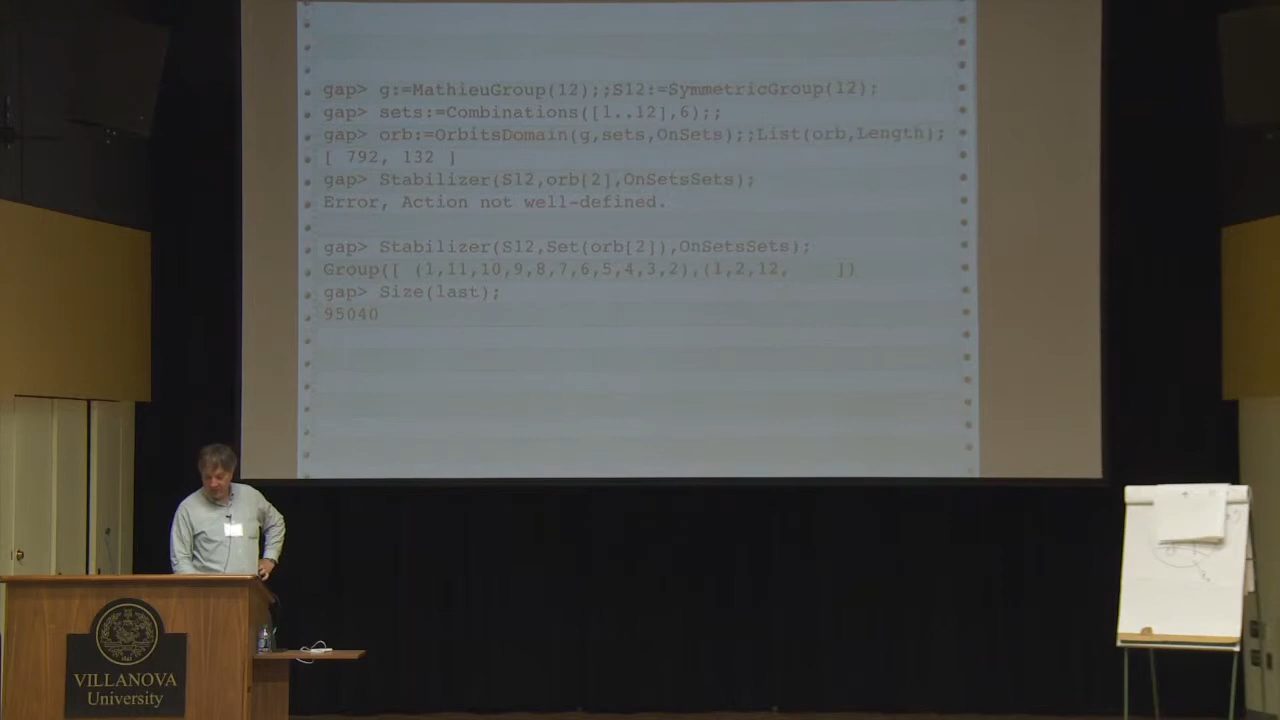 gap> g:=MathieuGroup(12);;S12:=SymmetricGroup(12);
gap> sets:=Combinations([1..12],6);;
gap> orb:=OrbitsDomain(g,sets,OnSets);;List(orb,Length);
[ 792, 132 ]
gap> Stabilizer(S12,orb[2],OnSetsSets);
Error, Action not well-defined.
gap> Stabilizer(S12,Set(orb[2]),OnSetsSets);
Group([ (1,11,10,9,8,7,6,5,4,3,2),(1,2,12, ])
gap> Size(last);
95040
VILLANOVA
University